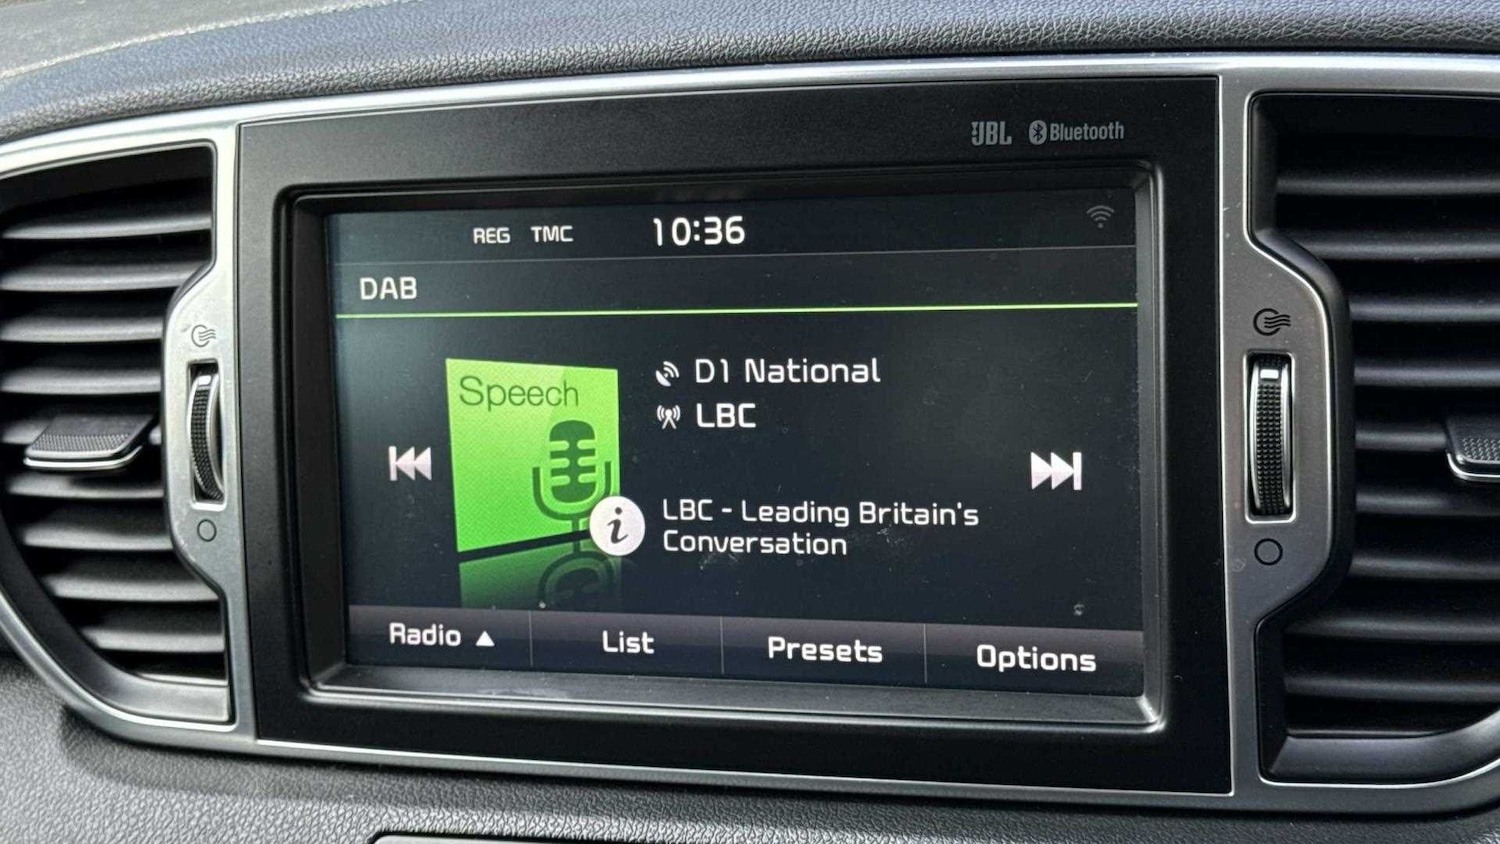 JBL Bluetooth
REG TMC 10:36
DAB
Speech
D1 National
LBC
LBC - Leading Britain's
Conversation
Radio ▲ List Presets Options